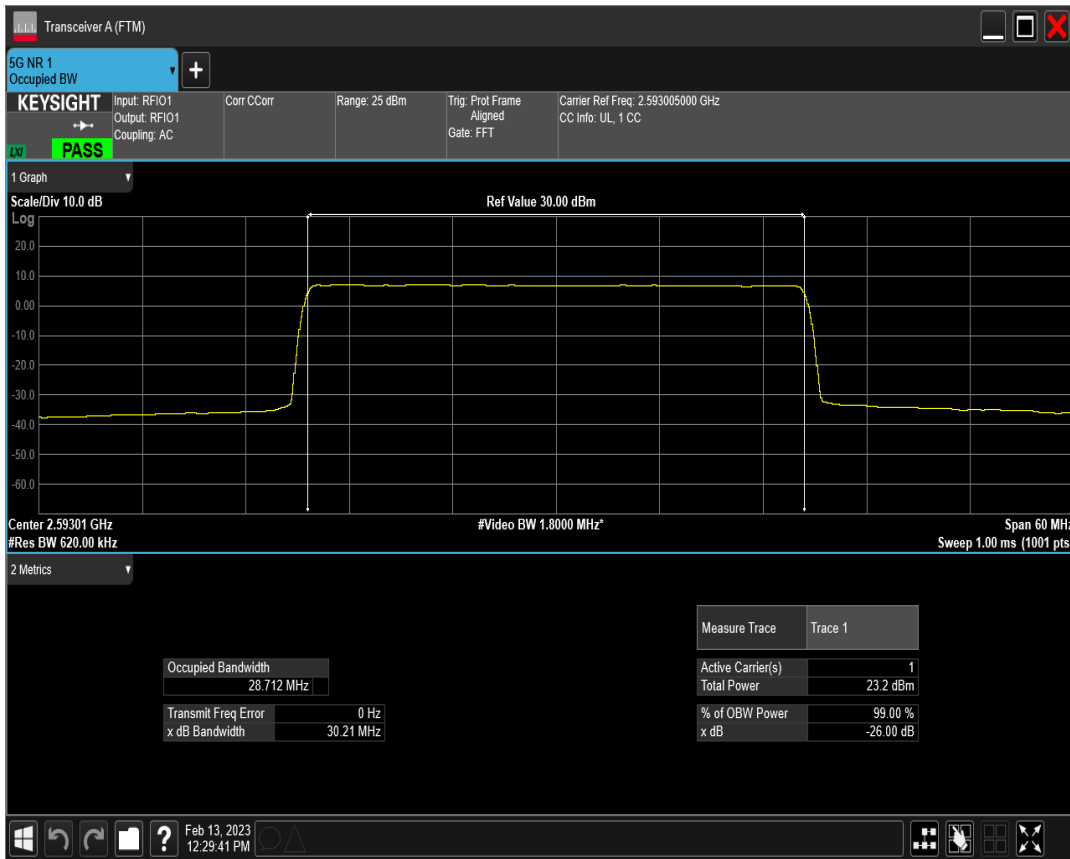 Transceiver A (FTM)
5G NR 1
Occupied BW
+
KEYSIGHT
LXI
PASS
Input: RFIO1
Output: RFIO1
Coupling: AC
Corr CCorr
Range: 25 dBm
Trig: Prot Frame
Aligned
Gate: FFT
Carrier Ref Freq: 2.593005000 GHz
CC Info: UL, 1 CC
1 Graph
Scale/Div 10.0 dB
Ref Value 30.00 dBm
Log
20.0
10.0
0.00
-10.0
-20.0
-30.0
-40.0
-50.0
-60.0
Center 2.59301 GHz
#Video BW 1.8000 MHz*
Span 60 MHz
#Res BW 620.00 kHz
Sweep 1.00 ms (1001 pts
2 Metrics
Measure Trace Trace 1
Occupied Bandwidth
28.712 MHz
Active Carrier(s) 1
Total Power 23.2 dBm
Transmit Freq Error 0 Hz
x dB Bandwidth 30.21 MHz
% of OBW Power 99.00 %
x dB -26.00 dB
?
Feb 13, 2023
12:29:41 PM